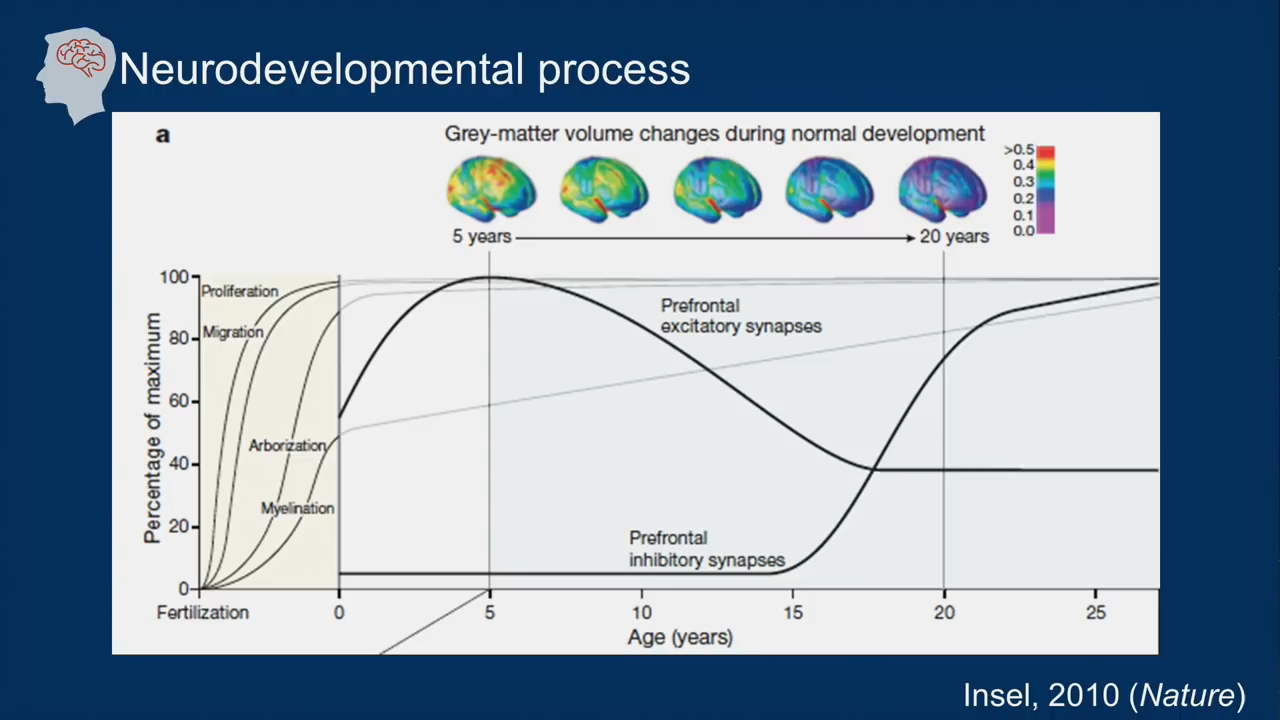 Neurodevelopmental process
a
Grey-matter volume changes during normal development
>0.5
0.4
0.3
0.2
0.1
0.0
5 years
20 years
Percentage of maximum
100
80
60
40
20
0
Proliferation
Migration
Arborization
Myelination
Prefrontal
excitatory synapses
Prefrontal
inhibitory synapses
Fertilization
0
5
10
15
20
25
Age (years)
Insel, 2010 (Nature)